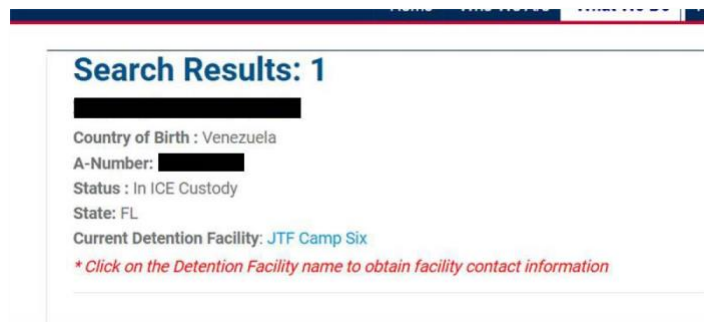 Search Results: 1
Country of Birth : Venezuela
A-Number:
Status : In ICE Custody
State: FL
Current Detention Facility: JTF Camp Six
* Click on the Detention Facility name to obtain facility contact information